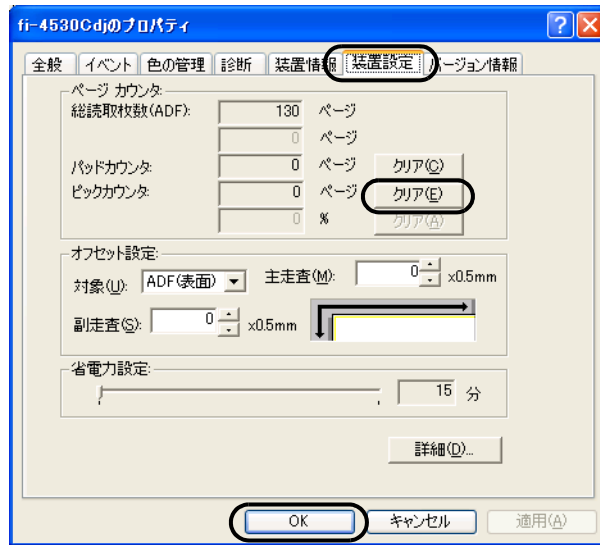 fi-4530Cdjのプロパティ
全般 イベント 色の管理 診断 装置情報 装置設定 バージョン情報
ページ カウンタ:
総読取枚数(ADF): 130 ページ
0 ページ
パッドカウンタ: 0 ページ クリア(C)
ピックカウンタ: 0 ページ クリア(E)
0 % クリア(A)
オフセット設定:
対象(U): ADF(表面) 主走査(M): 0 x0.5mm
副走査(S): 0 x0.5mm
省電力設定:
15 分
詳細(D)...
OK キャンセル 適用(A)